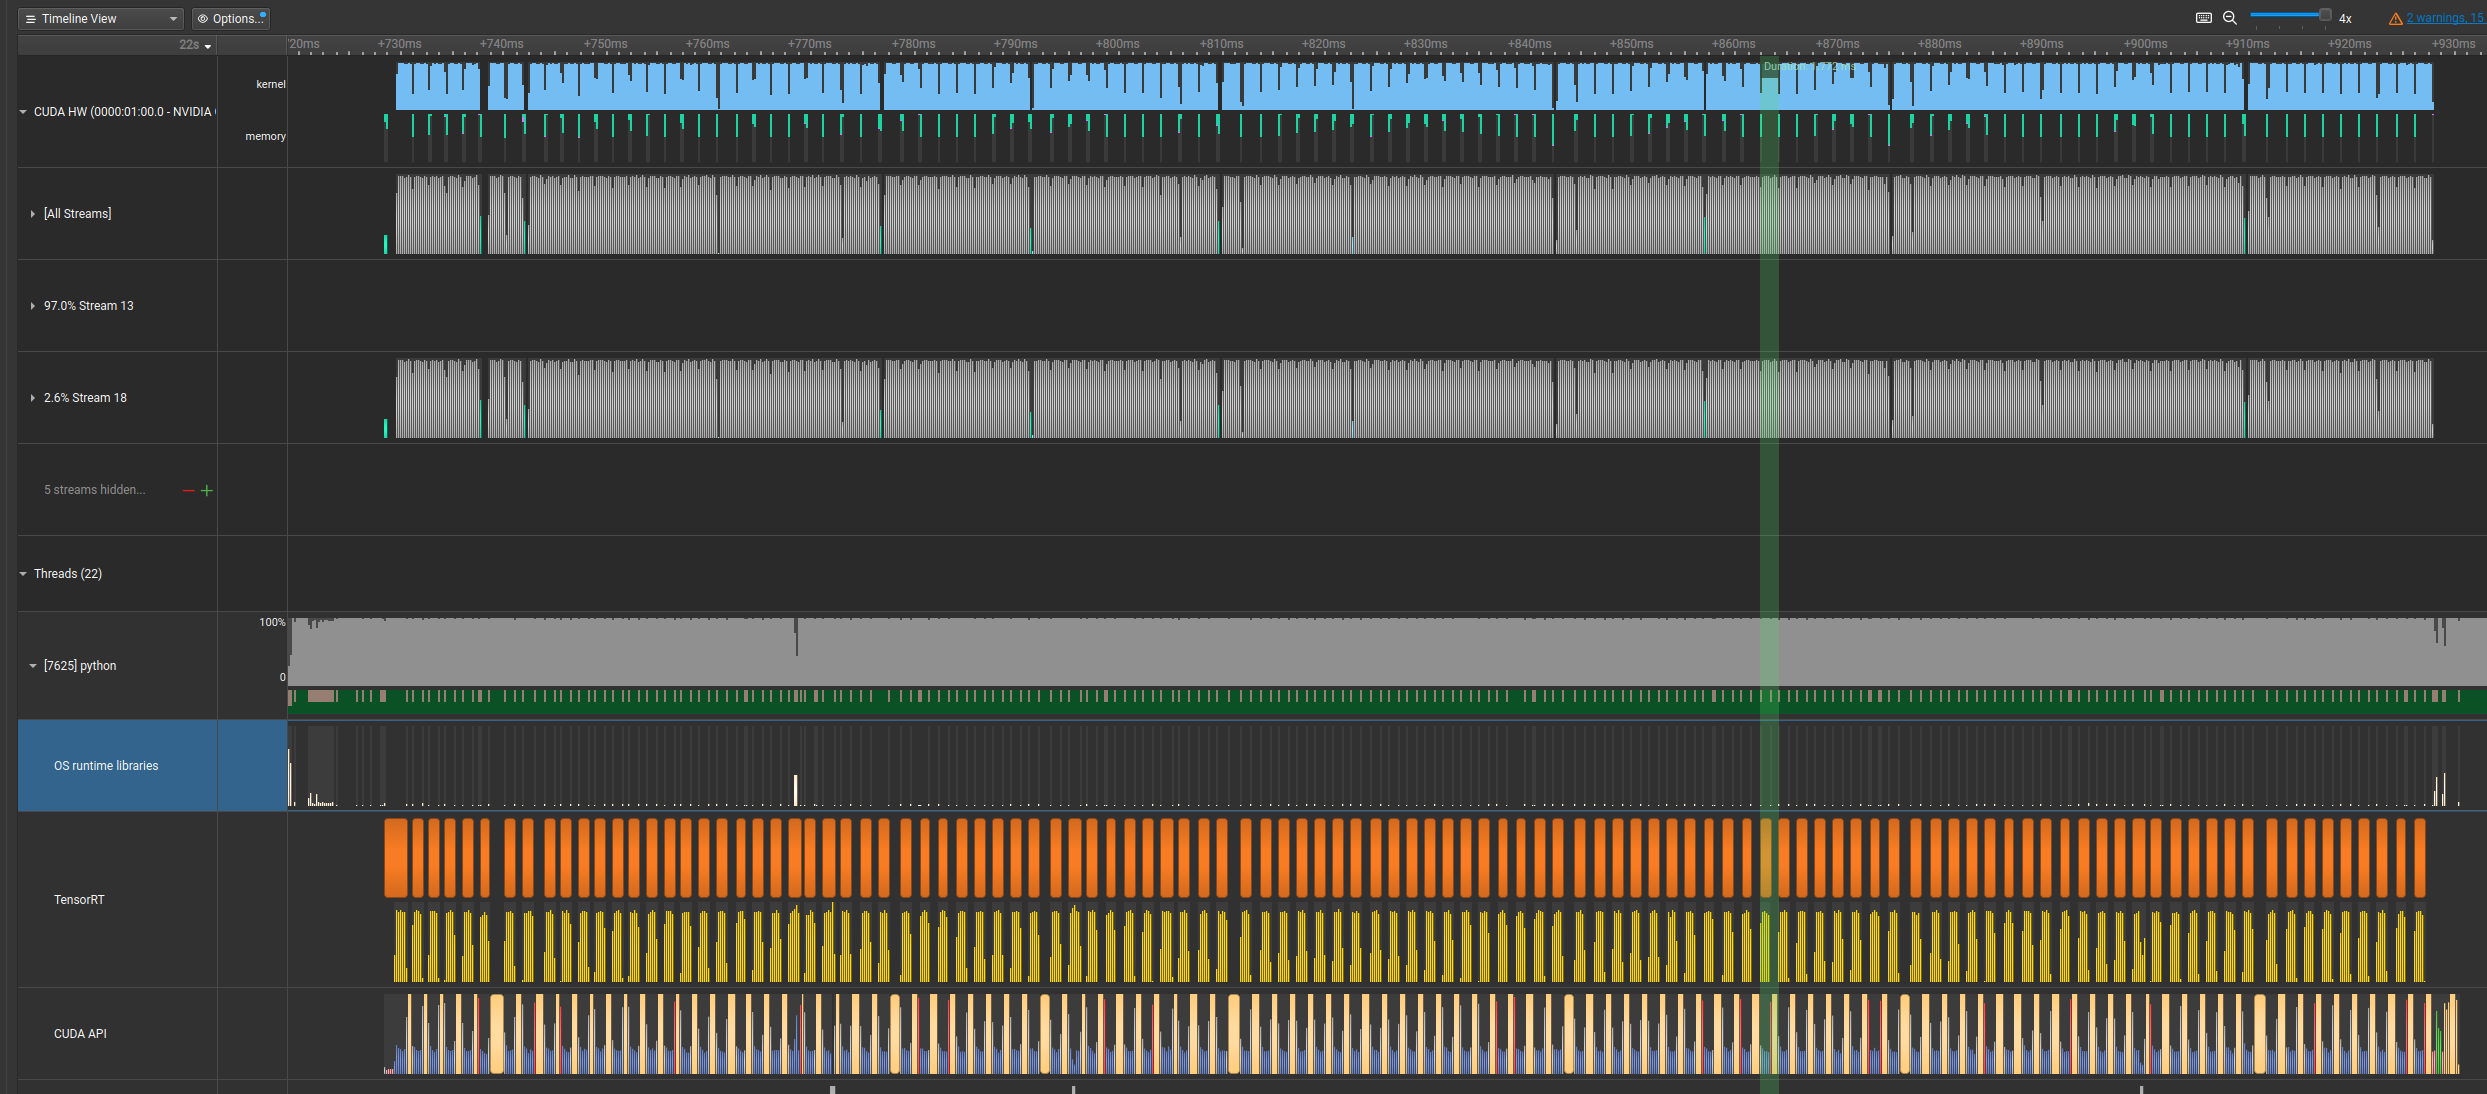 Timeline View
Options...
4x
2 warnings, 15
22s
'20ms +730ms +740ms +750ms +760ms +770ms +780ms +790ms +800ms +810ms +820ms +830ms +840ms +850ms +860ms +870ms +880ms +890ms +900ms +910ms +920ms +930ms
CUDA HW (0000:01:00.0 - NVIDIA
kernel
memory
[All Streams]
97.0% Stream 13
2.6% Stream 18
5 streams hidden...
Threads (22)
[7625] python
100%
0
OS runtime libraries
TensorRT
CUDA API